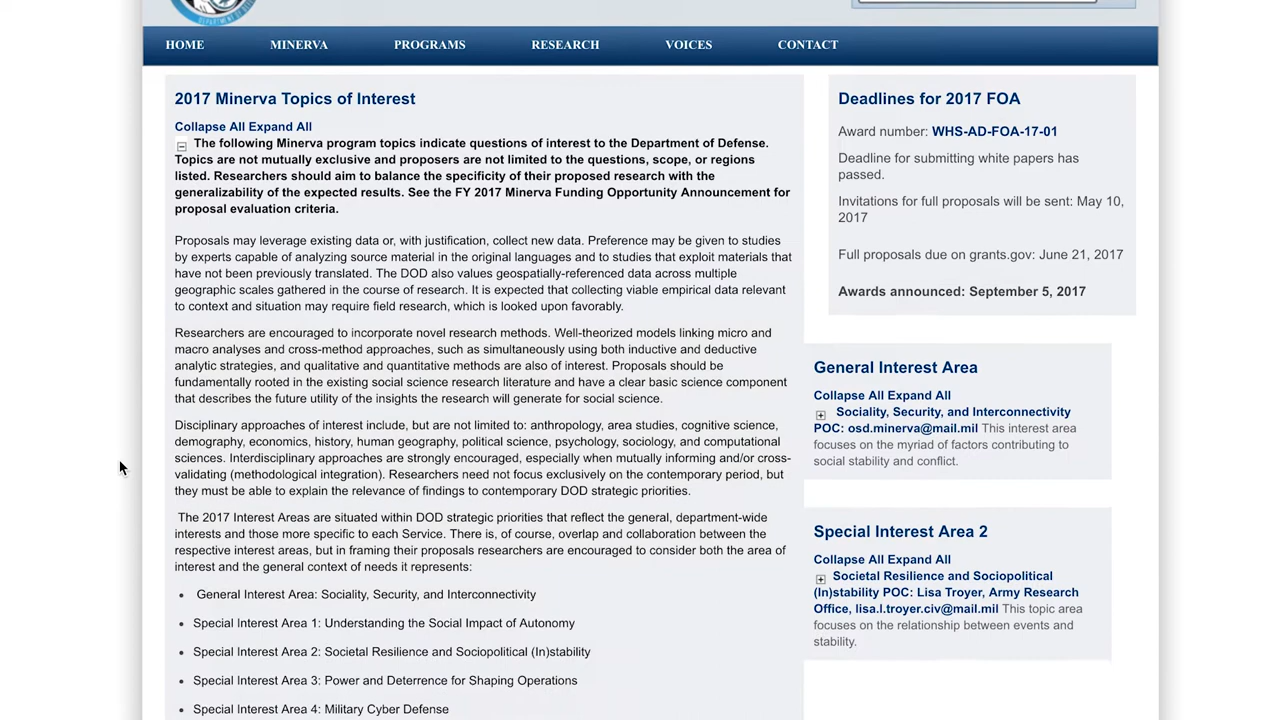 DEPARTMENT OF
HOME
MINERVA
PROGRAMS
RESEARCH
VOICES
CONTACT
2017 Minerva Topics of Interest
Collapse All Expand All
The following Minerva program topics indicate questions of interest to the Department of Defense.
Topics are not mutually exclusive and proposers are not limited to the questions, scope, or regions
listed. Researchers should aim to balance the specificity of their proposed research with the
generalizability of the expected results. See the FY 2017 Minerva Funding Opportunity Announcement for
proposal evaluation criteria.
Proposals may leverage existing data or, with justification, collect new data. Preference may be given to studies
by experts capable of analyzing source material in the original languages and to studies that exploit materials that
have not been previously translated. The DOD also values geospatially-referenced data across multiple
geographic scales gathered in the course of research. It is expected that collecting viable empirical data relevant
to context and situation may require field research, which is looked upon favorably.
Researchers are encouraged to incorporate novel research methods. Well-theorized models linking micro and
macro analyses and cross-method approaches, such as simultaneously using both inductive and deductive
analytic strategies, and qualitative and quantitative methods are also of interest. Proposals should be
fundamentally rooted in the existing social science research literature and have a clear basic science component
that describes the future utility of the insights the research will generate for social science.
Disciplinary approaches of interest include, but are not limited to: anthropology, area studies, cognitive science,
demography, economics, history, human geography, political science, psychology, sociology, and computational
sciences. Interdisciplinary approaches are strongly encouraged, especially when mutually informing and/or cross-
validating (methodological integration). Researchers need not focus exclusively on the contemporary period, but
they must be able to explain the relevance of findings to contemporary DOD strategic priorities.
The 2017 Interest Areas are situated within DOD strategic priorities that reflect the general, department-wide
interests and those more specific to each Service. There is, of course, overlap and collaboration between the
respective interest areas, but in framing their proposals researchers are encouraged to consider both the area of
interest and the general context of needs it represents:
• General Interest Area: Sociality, Security, and Interconnectivity
• Special Interest Area 1: Understanding the Social Impact of Autonomy
• Special Interest Area 2: Societal Resilience and Sociopolitical (In)stability
• Special Interest Area 3: Power and Deterrence for Shaping Operations
• Special Interest Area 4: Military Cyber Defense
Deadlines for 2017 FOA
Award number: WHS-AD-FOA-17-01
Deadline for submitting white papers has
passed.
Invitations for full proposals will be sent: May 10,
2017
Full proposals due on grants.gov: June 21, 2017
Awards announced: September 5, 2017
General Interest Area
Collapse All Expand All
Sociality, Security, and Interconnectivity
POC: osd.minerva@mail.mil This interest area
focuses on the myriad of factors contributing to
social stability and conflict.
Special Interest Area 2
Collapse All Expand All
Societal Resilience and Sociopolitical
(In)stability POC: Lisa Troyer, Army Research
Office, lisa.l.troyer.civ@mail.mil This topic area
focuses on the relationship between events and
stability.